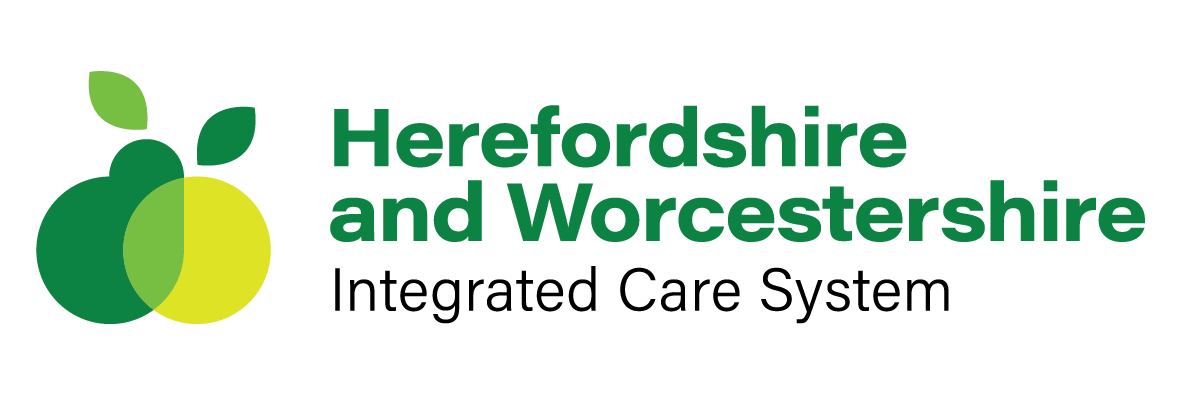 Herefordshire
and Worcestershire
Integrated Care System